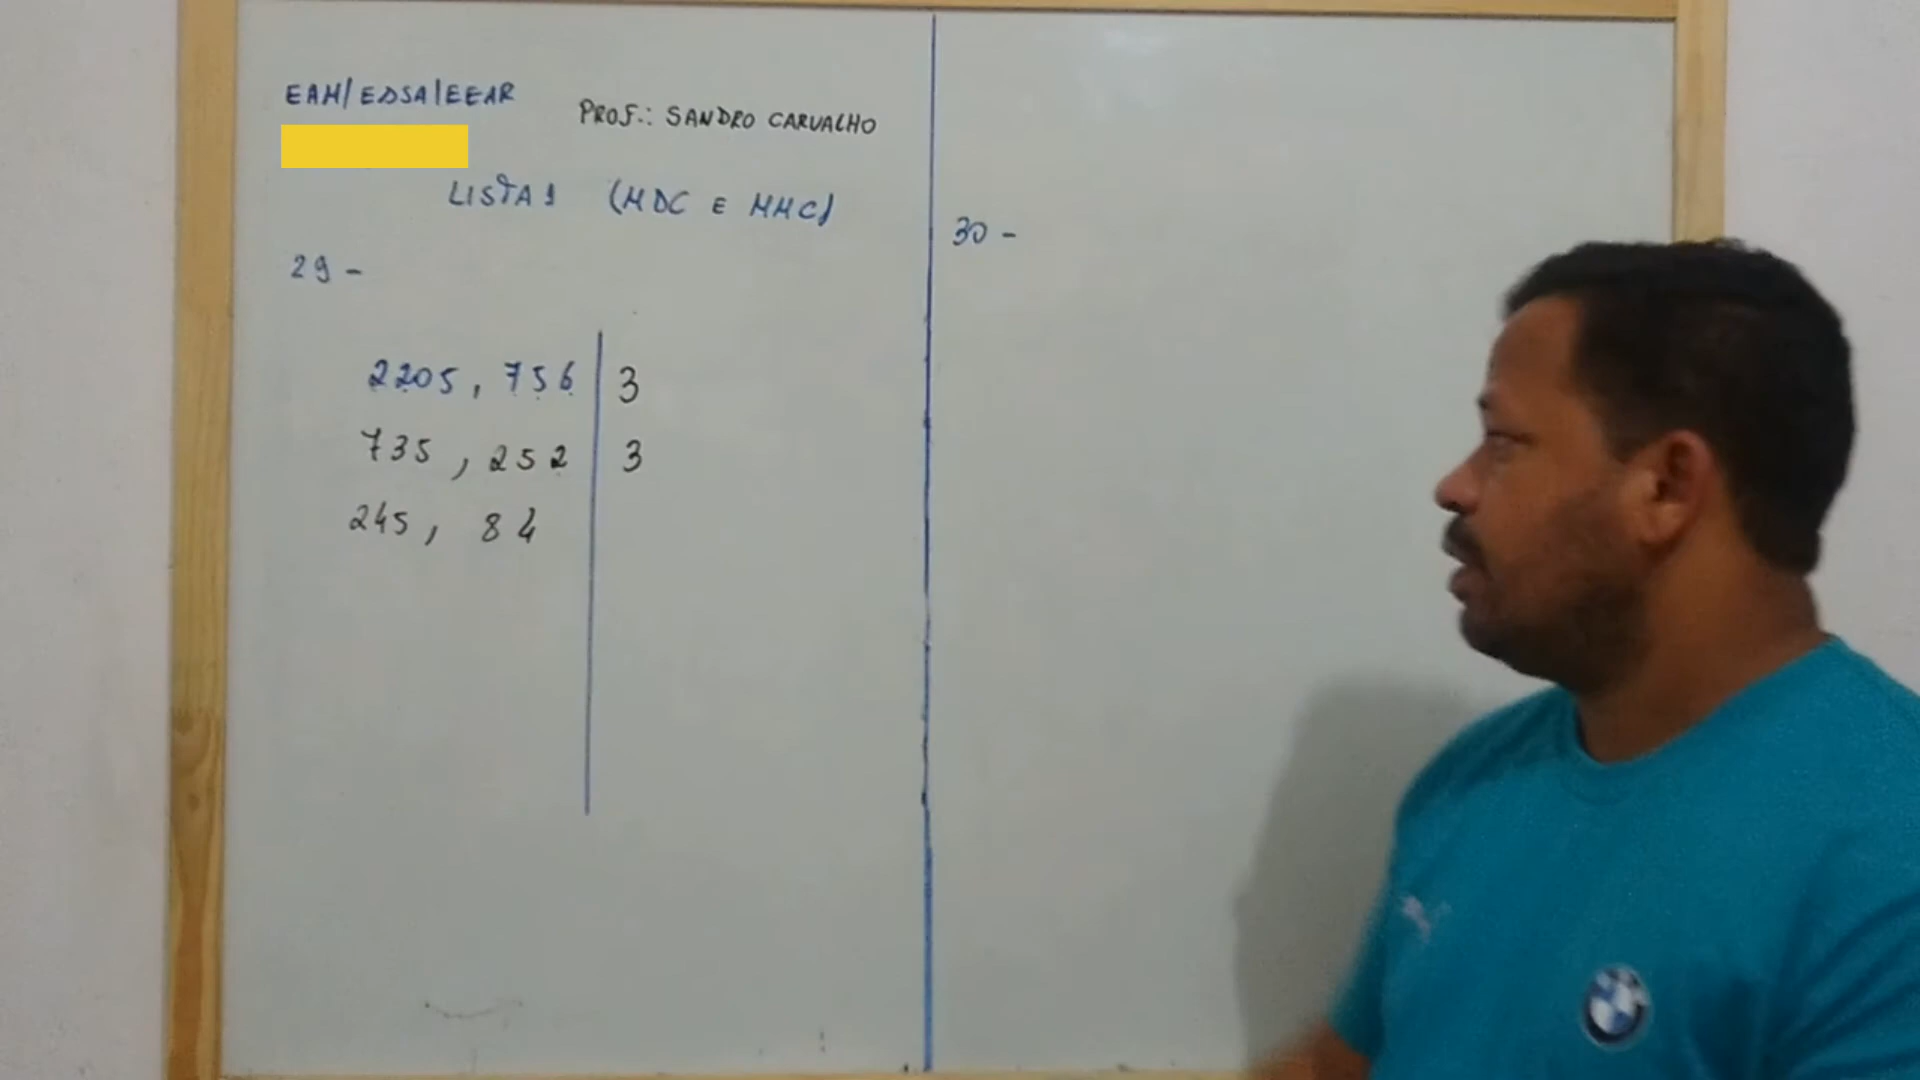 EAM/ESSA/EEAR
PROF.: SANDRO CARVALHO
LISTA 1 (MDC E MMC)
29 -
2205, 756 | 3
735, 252 | 3
245, 84
30 -